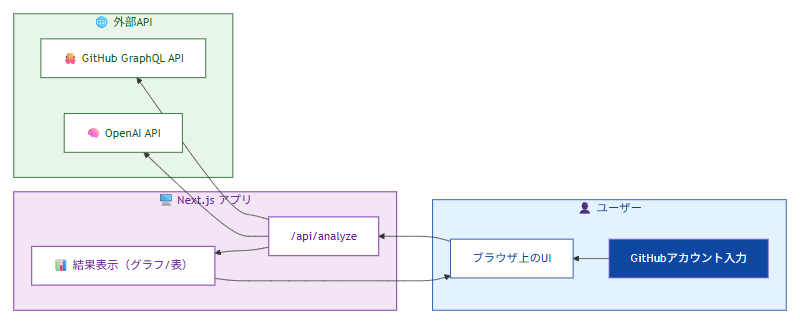 🌐 外部API
🐙 GitHub GraphQL API
🧠 OpenAI API
🖥️ Next.js アプリ
/api/analyze
📊 結果表示（グラフ/表）
👤 ユーザー
ブラウザ上のUI
GitHubアカウント入力